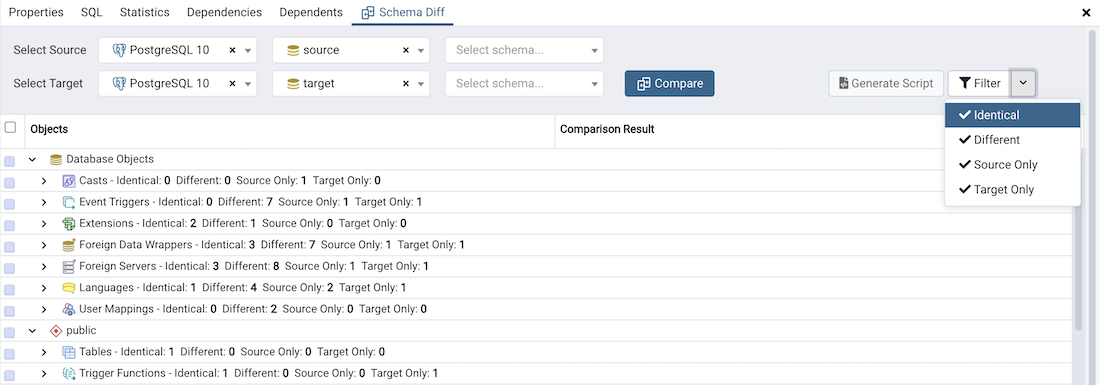 Properties SQL Statistics Dependencies Dependents Schema Diff
Select Source PostgreSQL 10 source Select schema...
Select Target PostgreSQL 10 target Select schema... Compare Generate Script Filter
Identical
Different
Source Only
Target Only
Objects Comparison Result
Database Objects
Casts - Identical: 0 Different: 0 Source Only: 1 Target Only: 0
Event Triggers - Identical: 0 Different: 7 Source Only: 1 Target Only: 1
Extensions - Identical: 2 Different: 1 Source Only: 0 Target Only: 0
Foreign Data Wrappers - Identical: 3 Different: 7 Source Only: 1 Target Only: 1
Foreign Servers - Identical: 3 Different: 8 Source Only: 1 Target Only: 1
Languages - Identical: 1 Different: 4 Source Only: 2 Target Only: 1
User Mappings - Identical: 0 Different: 2 Source Only: 0 Target Only: 0
public
Tables - Identical: 1 Different: 0 Source Only: 0 Target Only: 0
Trigger Functions - Identical: 1 Different: 0 Source Only: 0 Target Only: 1